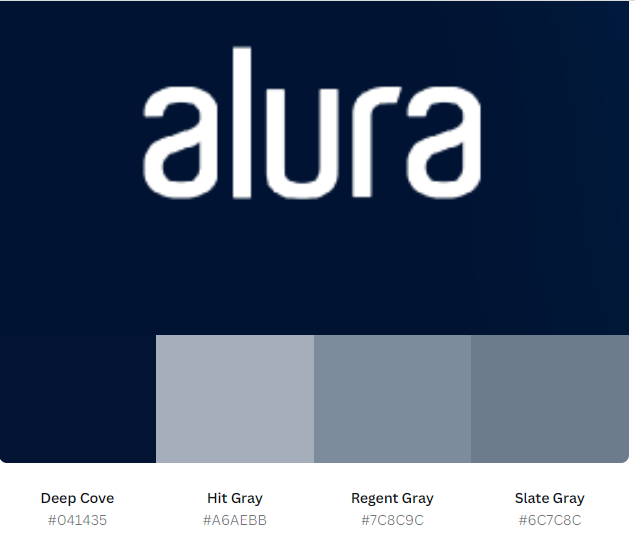 alura
Deep Cove
Hit Gray
Regent Gray
Slate Gray
#041435
#A6AEBB
#7C8C9C
#6C7C8C